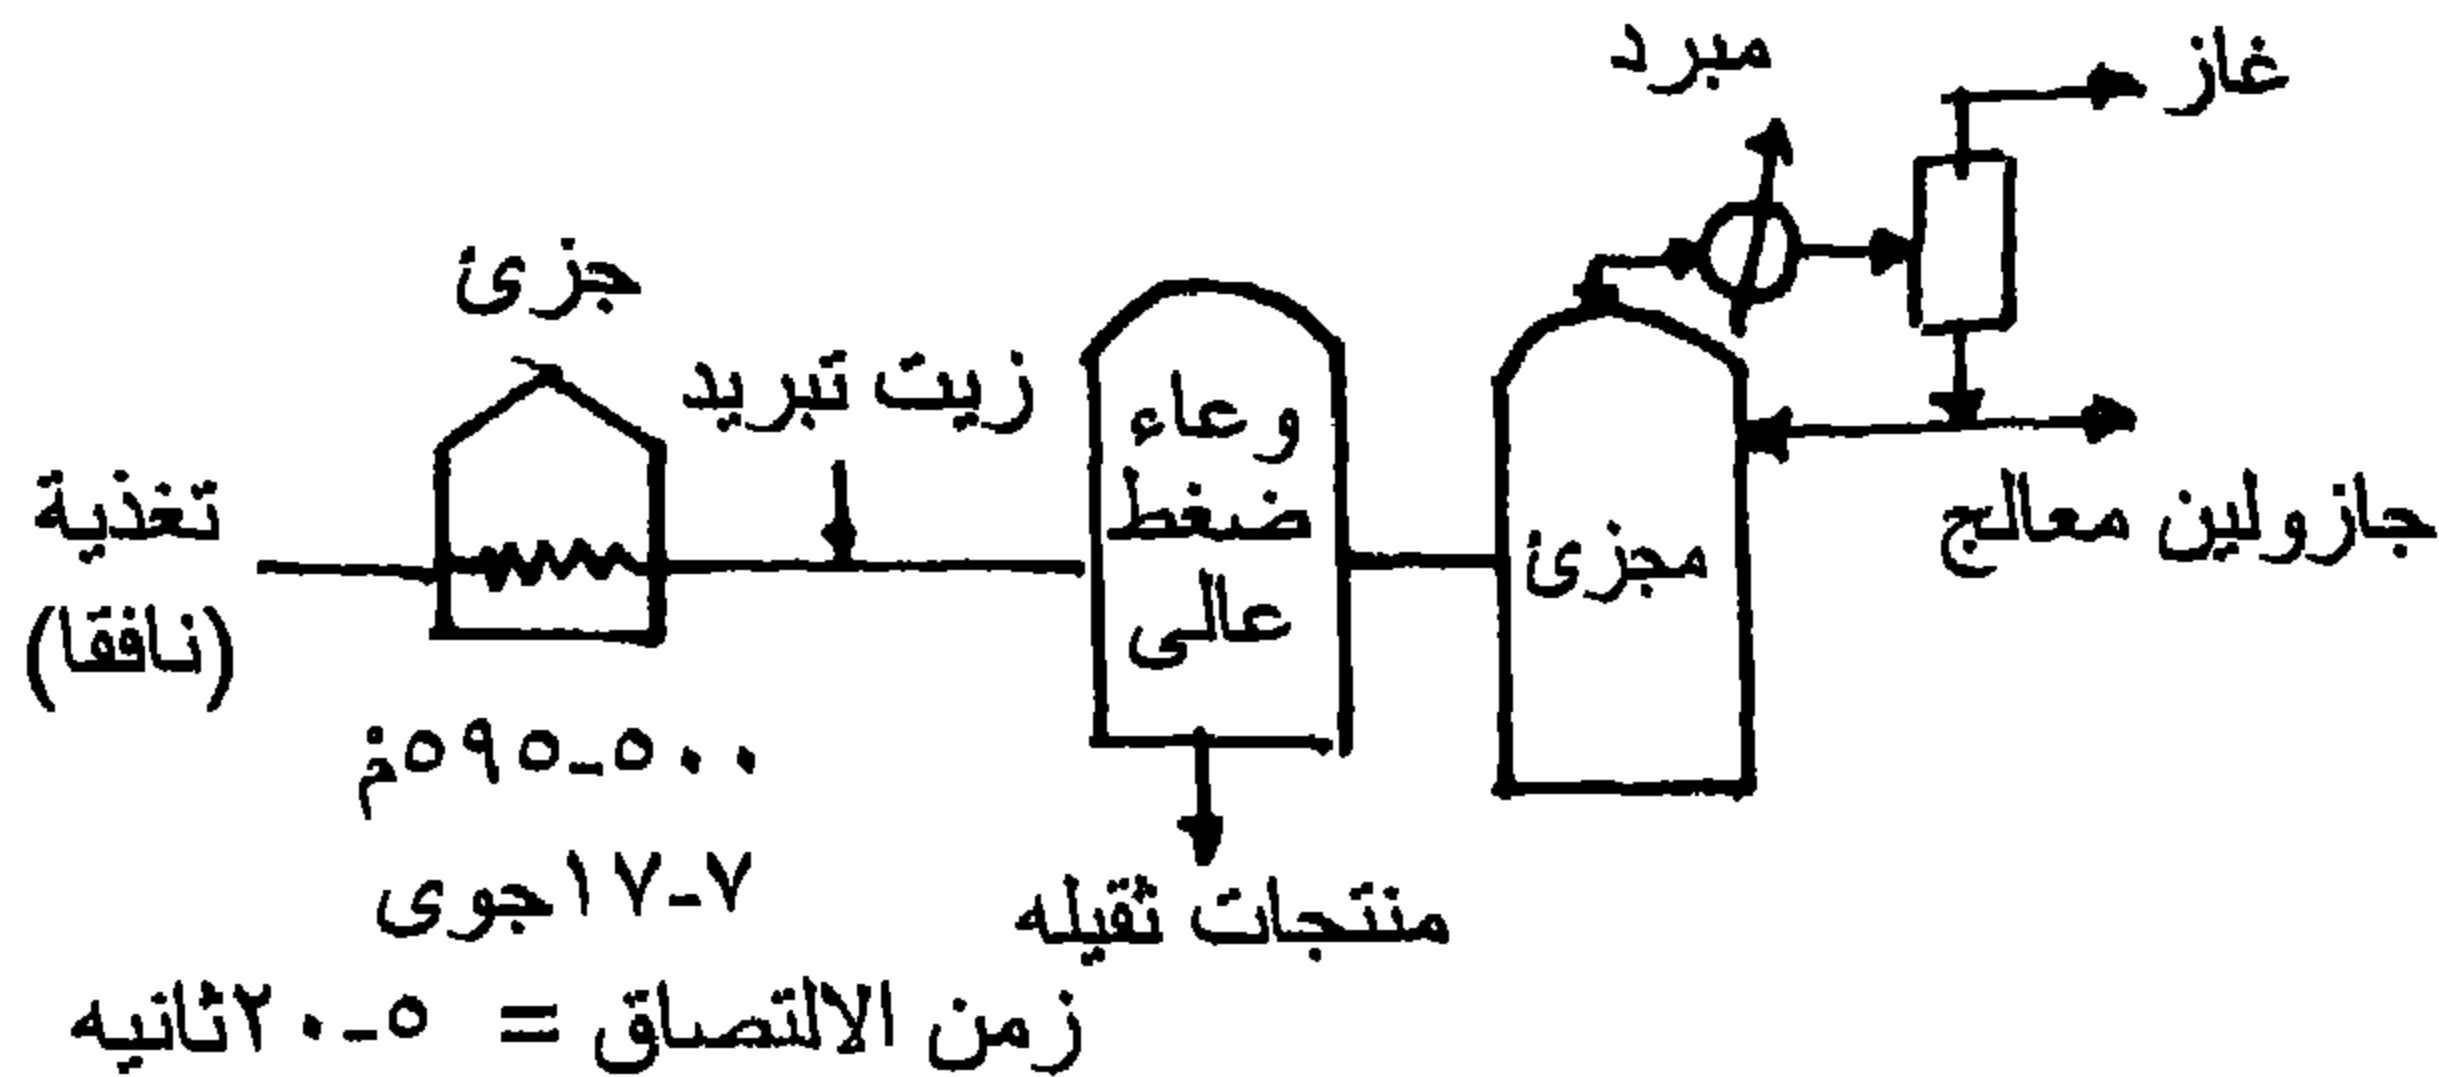 مبرد
غاز
جزئ
زيت تبريد
وعاء
ضغط
عالى
مجزئ
جازولين معالج
تغذية
(نافقا)
٥٠٠-٥٩٥مْ
٧-١٧جوى
منتجات ثقيله
زمن الالتصاق = ٥-٢٠ثانيه